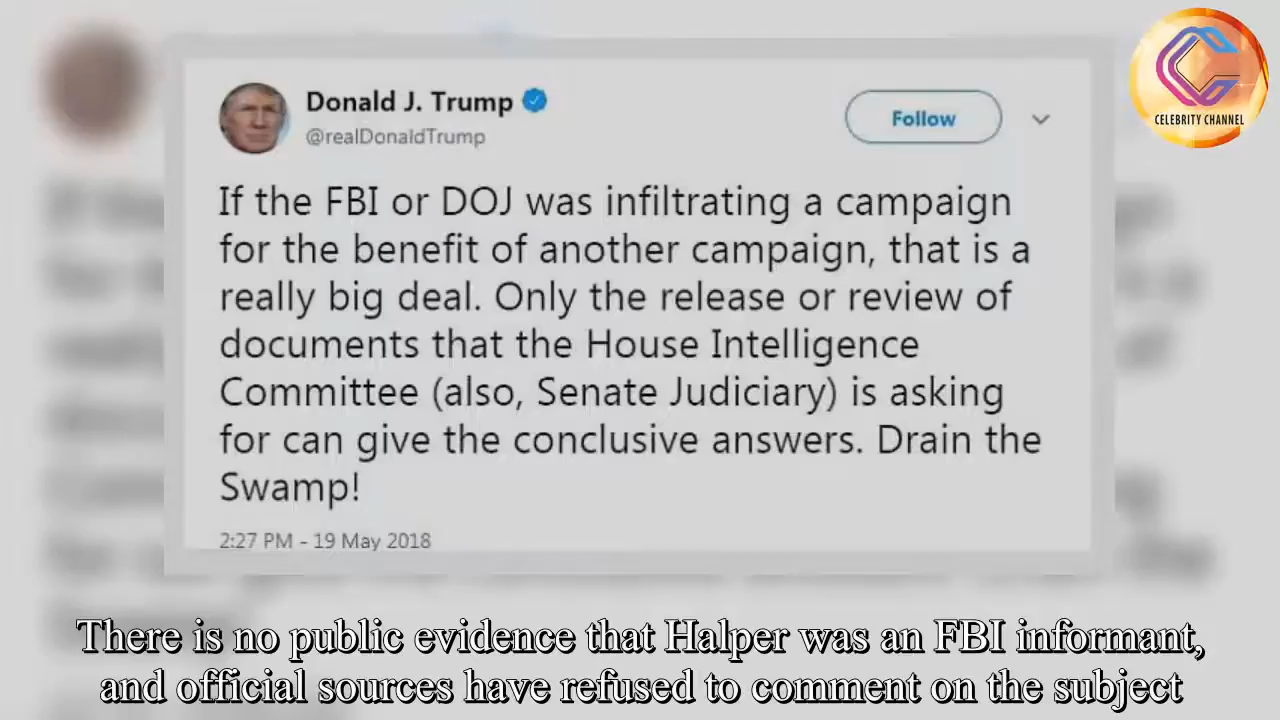 CELEBRITY CHANNEL
Donald J. Trump
@realDonaldTrump
Follow
If the FBI or DOJ was infiltrating a campaign
for the benefit of another campaign, that is a
really big deal. Only the release or review of
documents that the House Intelligence
Committee (also, Senate Judiciary) is asking
for can give the conclusive answers. Drain the
Swamp!
2:27 PM - 19 May 2018
There is no public evidence that Halper was an FBI informant,
and official sources have refused to comment on the subject